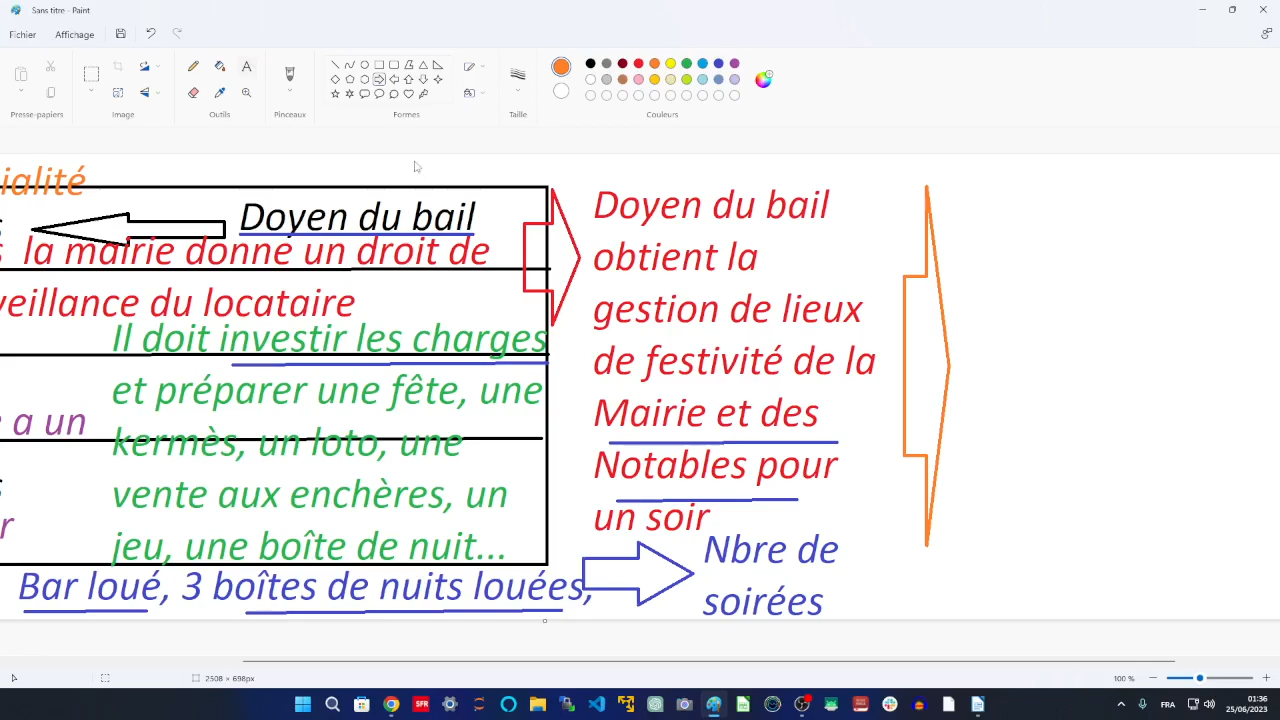 Sans titre - Paint
Fichier Affichage
Presse-papiers Image Outils Pinceaux Formes Taille Couleurs
ialité
Doyen du bail
s la mairie donne un droit de
veillance du locataire
Il doit investir les charges
et préparer une fête, une
e a un
kermès, un loto, une
s
vente aux enchères, un
r
jeu, une boîte de nuit...
Bar loué, 3 boîtes de nuits louées,
Doyen du bail
obtient la
gestion de lieux
de festivité de la
Mairie et des
Notables pour
un soir
Nbre de
soirées
2508 × 698px
100 %
SFR
FRA
01:36
25/06/2023